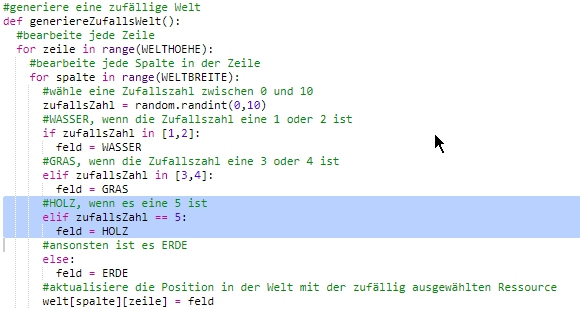 #generiere eine zufällige Welt
def generiereZufallsWelt():
#bearbeite jede Zeile
for zeile in range(WELTHOEHE):
#bearbeite jede Spalte in der Zeile
for spalte in range(WELTBREITE):
#wähle eine Zufallszahl zwischen 0 und 10
zufallsZahl = random.randint(0,10)
#WASSER, wenn die Zufallszahl eine 1 oder 2 ist
if zufallsZahl in [1,2]:
feld = WASSER
#GRAS, wenn die Zufallszahl eine 3 oder 4 ist
elif zufallsZahl in [3,4]:
feld = GRAS
#HOLZ, wenn es eine 5 ist
elif zufallsZahl == 5:
feld = HOLZ
#ansonsten ist es ERDE
else:
feld = ERDE
#aktualisiere die Position in der Welt mit der zufällig ausgewählten Ressource
welt[spalte][zeile] = feld